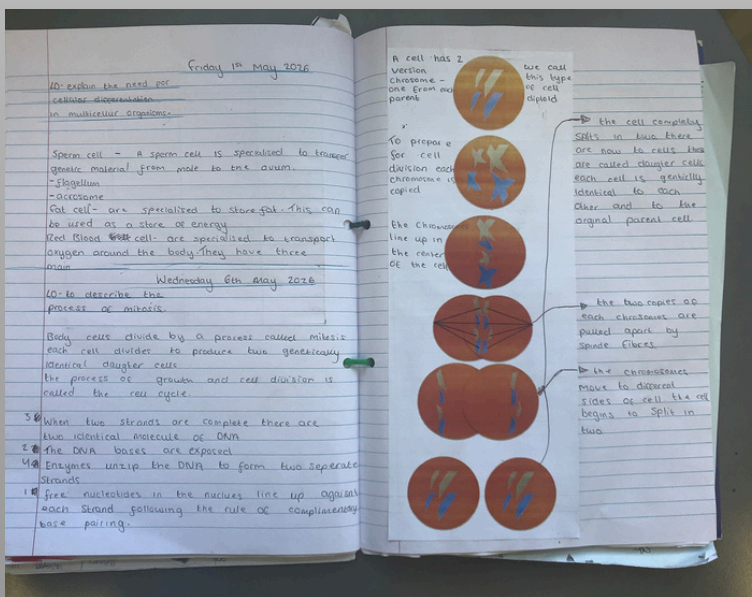 Friday 1st May 2026
LO: explain the need for
cellular differentiation
in multicellur organisms.
Sperm cell - A sperm cell is specialised to transfer
genetic material from male to the ovum.
-flagellum
-acrosome
fat cell- are specialised to store fat. This can
be used as a store of energy
Red Blood cell- are specialised to transport
oxygen around the body. They have three
main
Wednesday 6th May 2026
LO- to describe the
process of mitosis.
Body cells divide by a process called mitosis
each cell divides to produce two genetically
identical daugher cells
the process of growth and cell division is
called the cell cycle.
3 When two strands are complete there are
two identical molecule of DNA
2 The DNA bases are exposed
4 Enzymes unzip the DNA to form two seperate
strands
1 free nucleotides in the nucleus line up against
each strand following the rule of complimentary
base pairing.
A cell has 2
version
chrosome -
one from each
parent
we call
this type
of cell
diploid
To prepare
for cell
division each
chromosome is
copied
the chromosome
line up in
the center
of the cell
the cell completly
splits in two there
are now to cells these
are called daugher cells
each cell is gentically
identical to each
other and to the
orginal parent cell
the two copies of
each chrosomes are
pulled apart by
spinde fibres
the chromosomes
move to different
sides of cell the cell
begins to split in
two